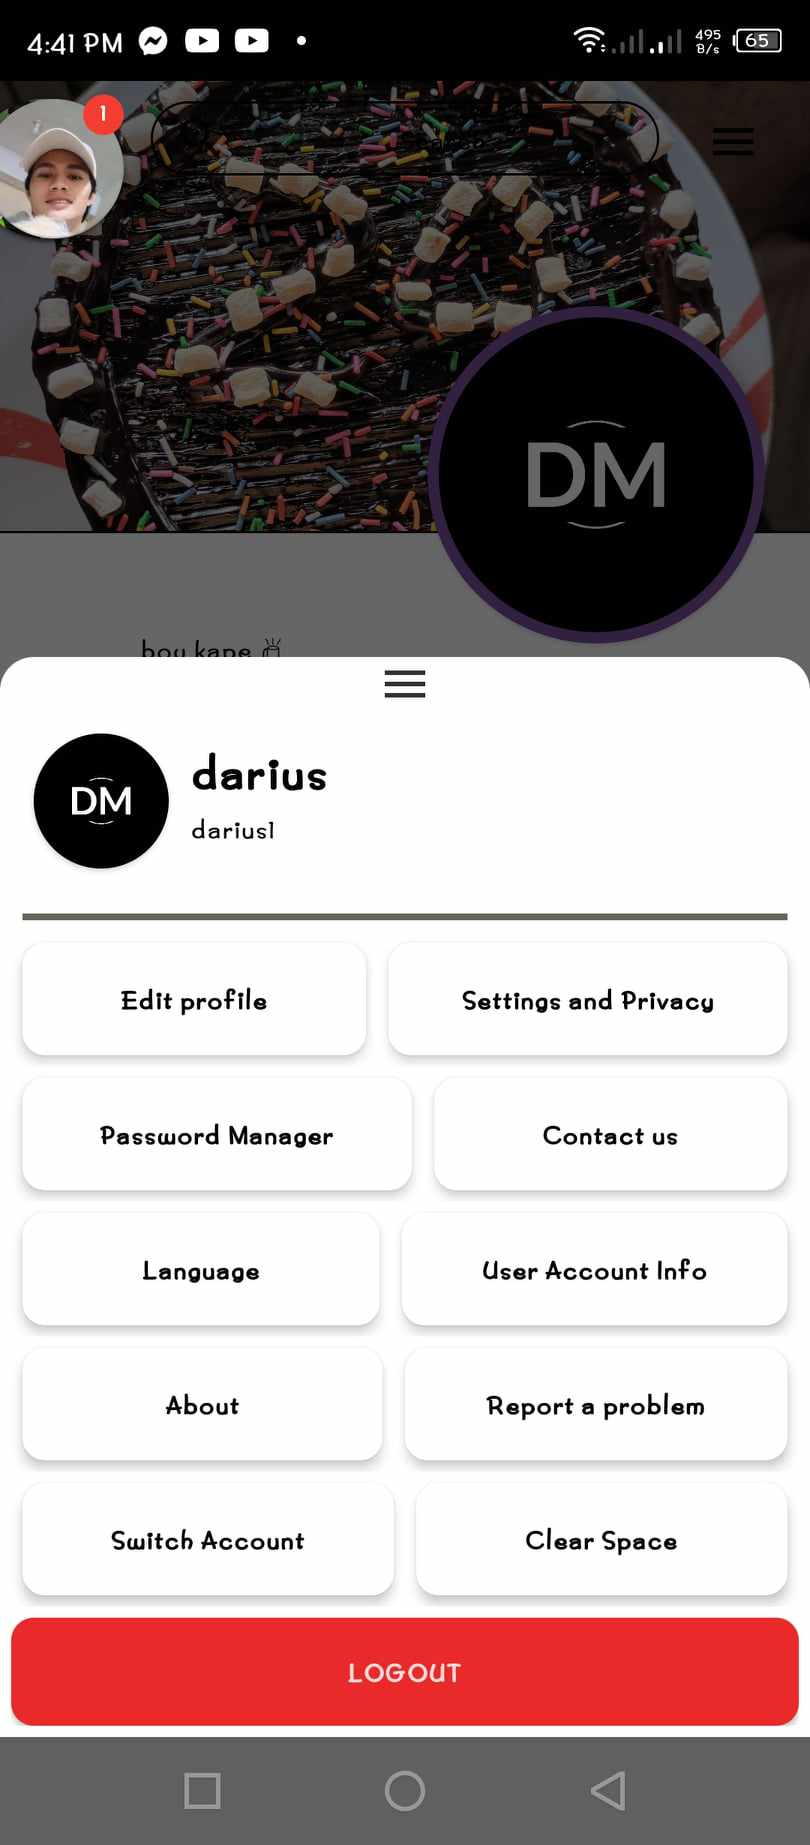 4:41 PM
495
B/s
65
1
DM
boy kape
DM
darius
darius1
Edit profile
Settings and Privacy
Password Manager
Contact us
Language
User Account Info
About
Report a problem
Switch Account
Clear Space
LOGOUT